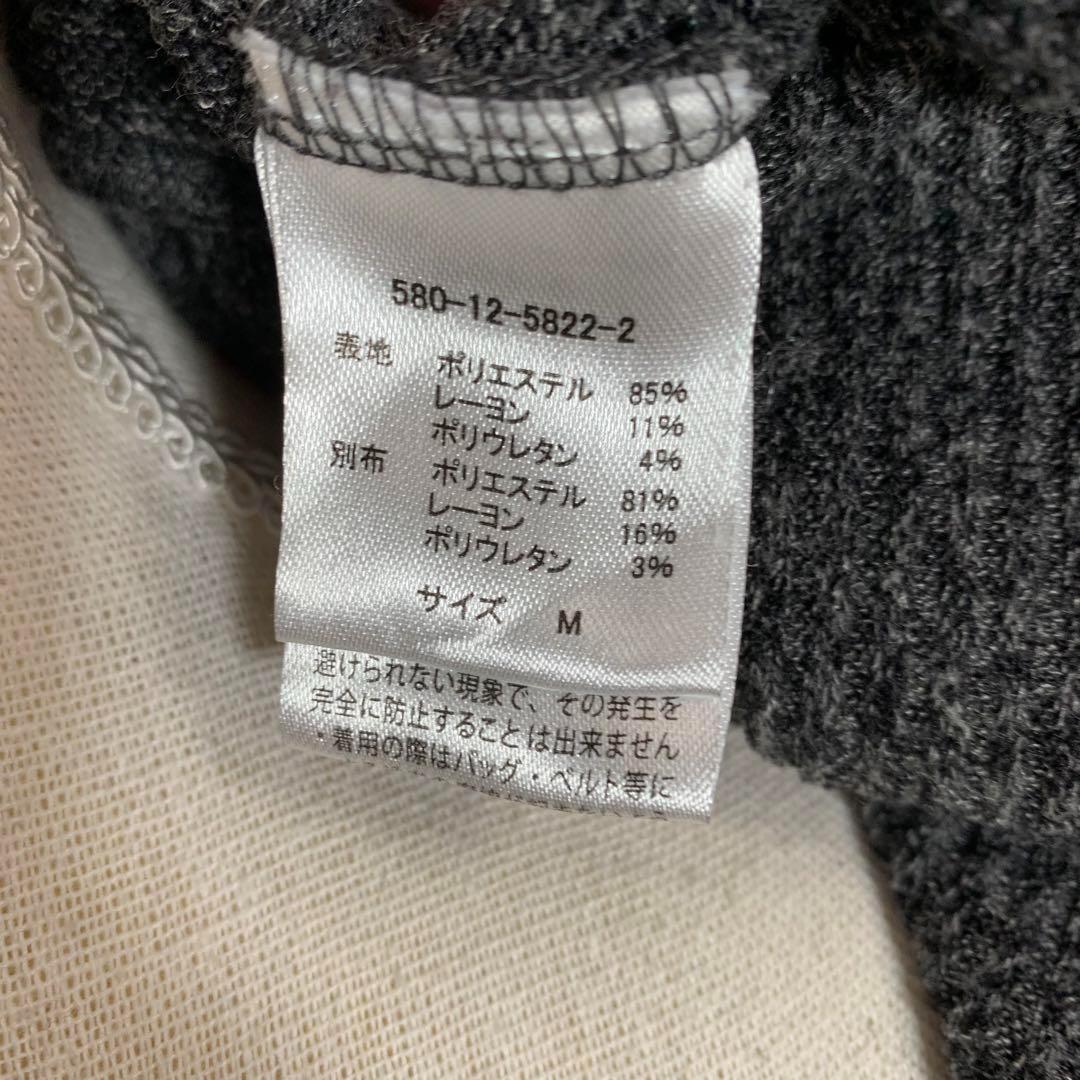 580-12-5822-2
表地 ポリエステル 85%
レーヨン 11%
ポリウレタン 4%
別布 ポリエステル 81%
レーヨン 16%
ポリウレタン 3%
サイズ M
避けられない現象で、その発生を
完全に防止することは出来ません
・着用の際はバッグ・ベルト等に